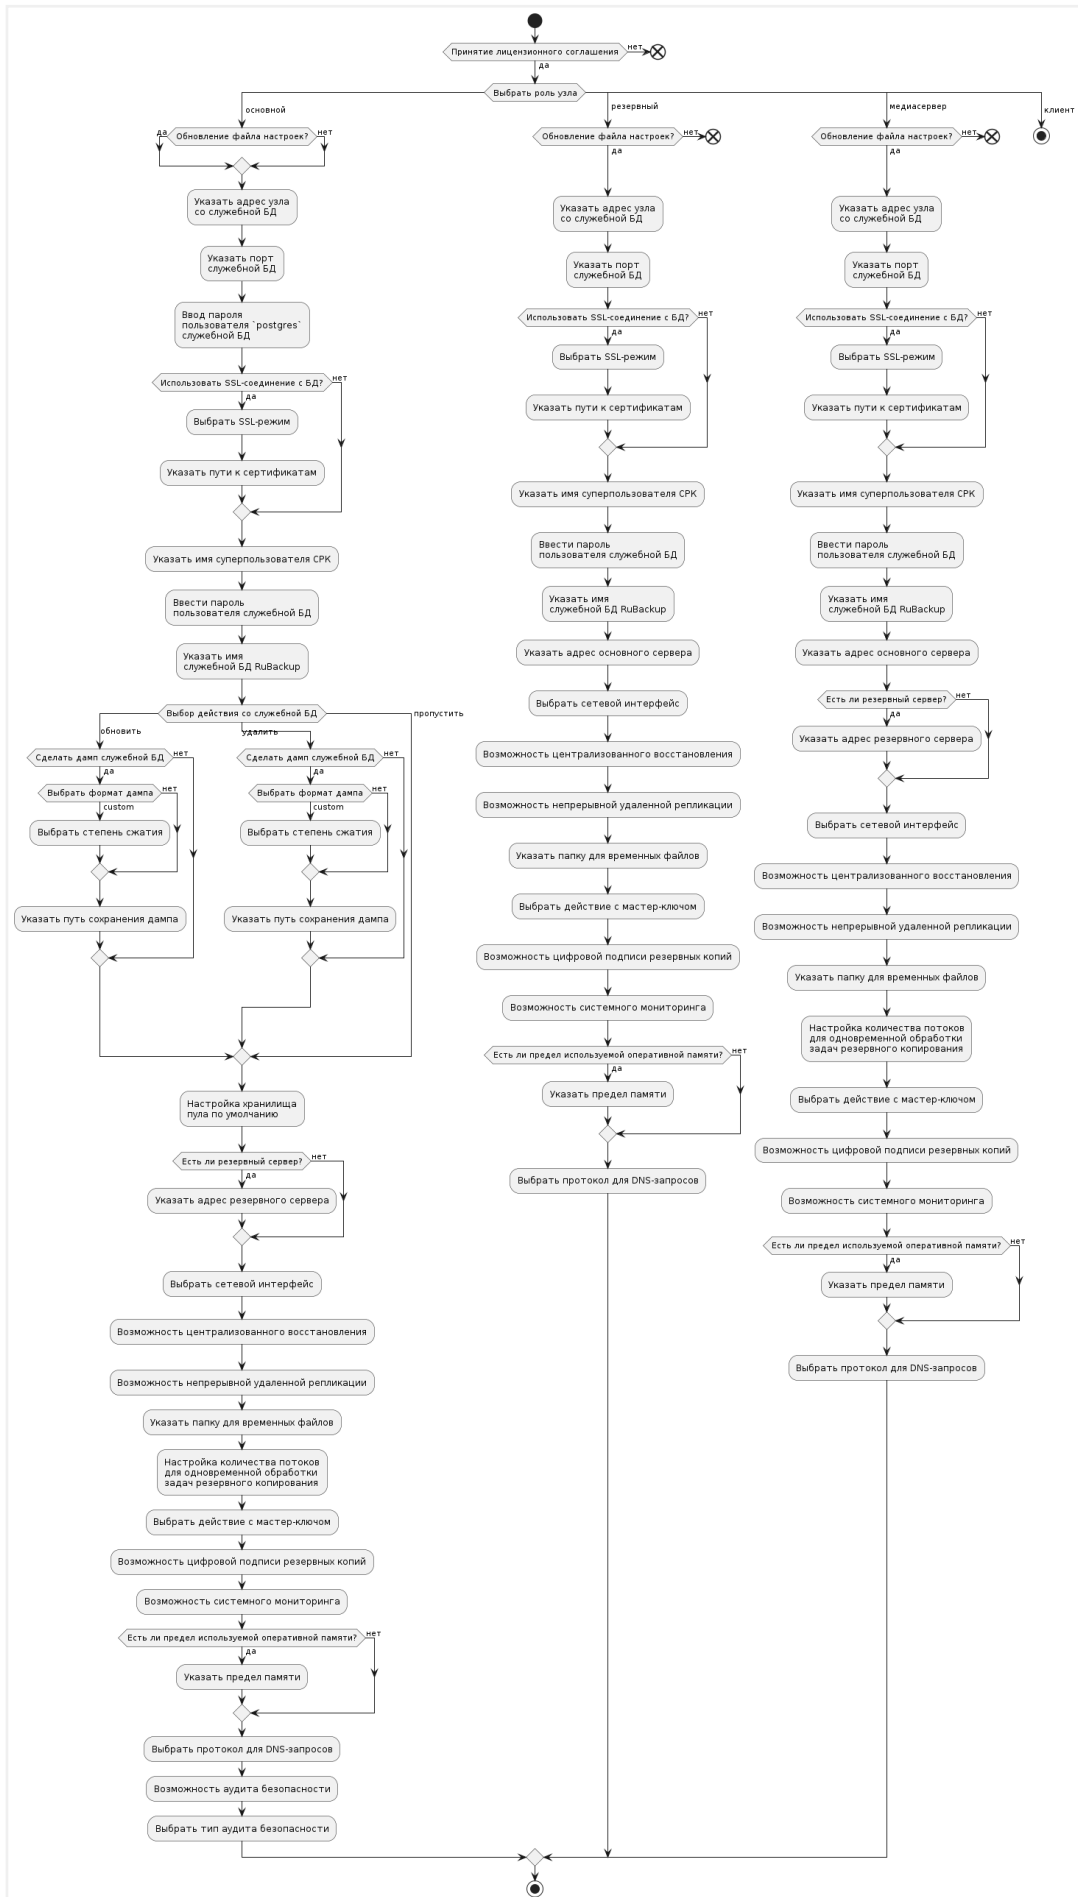 Принятие лицензионного соглашения
нет
да
Выбрать роль узла
основной
да
Обновление файла настроек?
нет
Указать адрес узла
со служебной БД
Указать порт
служебной БД
Ввод пароля
пользователя `postgres`
служебной БД
Использовать SSL-соединение с БД?
нет
да
Выбрать SSL-режим
Указать пути к сертификатам
Указать имя суперпользователя СРК
Ввести пароль
пользователя служебной БД
Указать имя
служебной БД RuBackup
Выбор действия со служебной БД
обновить
Сделать дамп служебной БД
нет
да
Выбрать формат дампа
нет
custom
Выбрать степень сжатия
Указать путь сохранения дампа
удалить
Сделать дамп служебной БД
нет
да
Выбрать формат дампа
нет
custom
Выбрать степень сжатия
Указать путь сохранения дампа
пропустить
Настройка хранилища
пула по умолчанию
Есть ли резервный сервер?
нет
да
Указать адрес резервного сервера
Выбрать сетевой интерфейс
Возможность централизованного восстановления
Возможность непрерывной удаленной репликации
Указать папку для временных файлов
Настройка количества потоков
для одновременной обработки
задач резервного копирования
Выбрать действие с мастер-ключом
Возможность цифровой подписи резервных копий
Возможность системного мониторинга
Есть ли предел используемой оперативной памяти?
нет
да
Указать предел памяти
Выбрать протокол для DNS-запросов
Возможность аудита безопасности
Выбрать тип аудита безопасности
резервный
Обновление файла настроек?
нет
да
Указать адрес узла
со служебной БД
Указать порт
служебной БД
Использовать SSL-соединение с БД?
нет
да
Выбрать SSL-режим
Указать пути к сертификатам
Указать имя суперпользователя СРК
Ввести пароль
пользователя служебной БД
Указать имя
служебной БД RuBackup
Указать адрес основного сервера
Выбрать сетевой интерфейс
Возможность централизованного восстановления
Возможность непрерывной удаленной репликации
Указать папку для временных файлов
Выбрать действие с мастер-ключом
Возможность цифровой подписи резервных копий
Возможность системного мониторинга
Есть ли предел используемой оперативной памяти?
нет
да
Указать предел памяти
Выбрать протокол для DNS-запросов
медиасервер
Обновление файла настроек?
нет
да
Указать адрес узла
со служебной БД
Указать порт
служебной БД
Использовать SSL-соединение с БД?
нет
да
Выбрать SSL-режим
Указать пути к сертификатам
Указать имя суперпользователя СРК
Ввести пароль
пользователя служебной БД
Указать имя
служебной БД RuBackup
Указать адрес основного сервера
Есть ли резервный сервер?
нет
да
Указать адрес резервного сервера
Выбрать сетевой интерфейс
Возможность централизованного восстановления
Возможность непрерывной удаленной репликации
Указать папку для временных файлов
Настройка количества потоков
для одновременной обработки
задач резервного копирования
Выбрать действие с мастер-ключом
Возможность цифровой подписи резервных копий
Возможность системного мониторинга
Есть ли предел используемой оперативной памяти?
нет
да
Указать предел памяти
Выбрать протокол для DNS-запросов
клиент